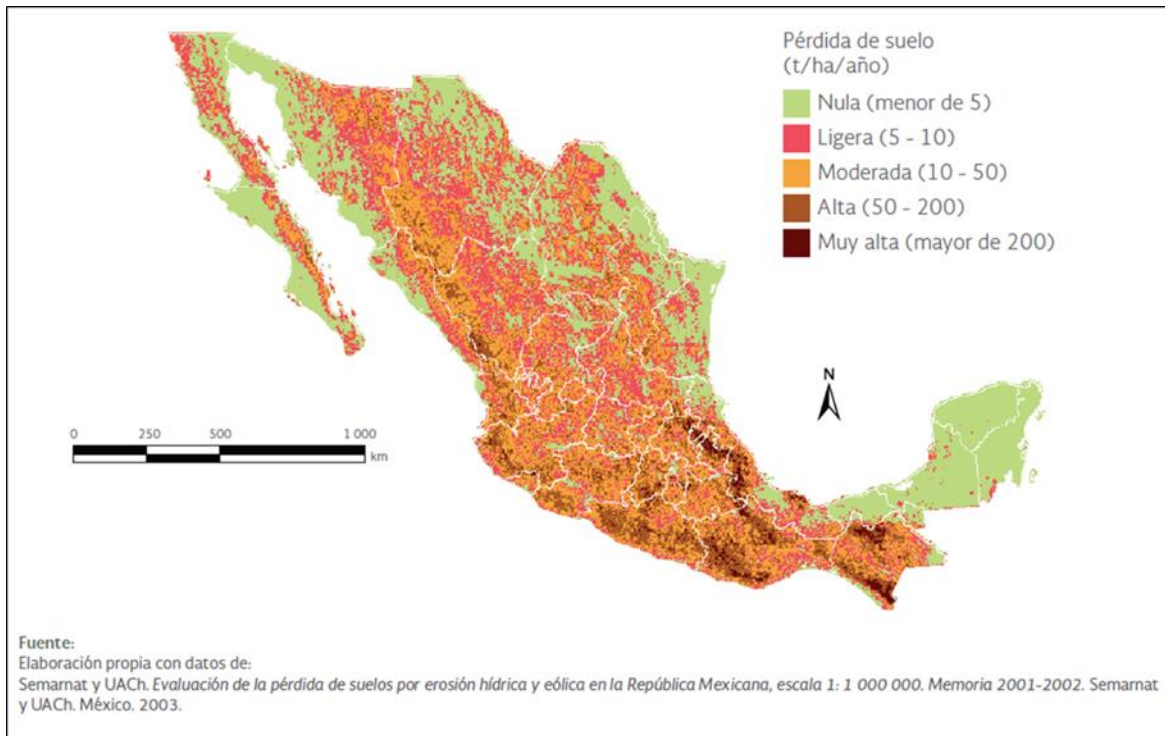 Pérdida de suelo
(t/ha/año)
Nula (menor de 5)
Ligera (5 - 10)
Moderada (10 - 50)
Alta (50 - 200)
Muy alta (mayor de 200)
N
0 250 500 1 000
km
Fuente:
Elaboración propia con datos de:
Semarnat y UACh. Evaluación de la pérdida de suelos por erosión hídrica y eólica en la República Mexicana, escala 1: 1 000 000. Memoria 2001-2002. Semarnat
y UACh. México. 2003.